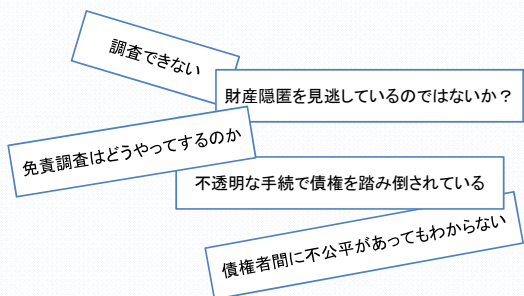 調査できない
財産隠匿を見逃しているのではないか？
免責調査はどうやってするのか
不透明な手続で債権を踏み倒されている
債権者間に不公平があってもわからない